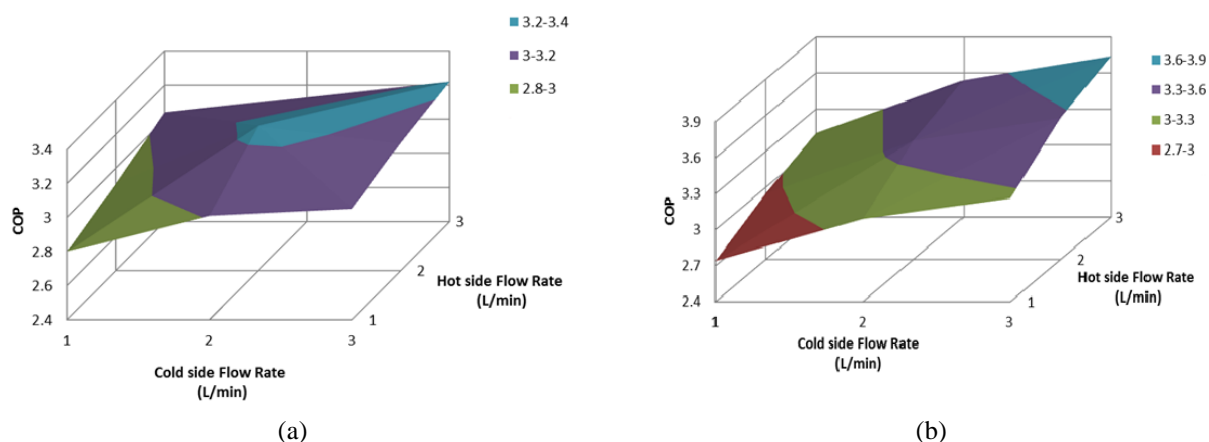 3.2-3.4
3-3.2
2.8-3
3.4
3.2
3
2.8
2.6
2.4
COP
1
2
3
Cold side Flow Rate
(L/min)
1
2
3
Hot side Flow Rate
(L/min)
(a)
3.6-3.9
3.3-3.6
3-3.3
2.7-3
3.9
3.6
3.3
3
2.7
2.4
COP
1
2
3
Cold side Flow Rate
(L/min)
1
2
3
Hot side Flow Rate
(L/min)
(b)